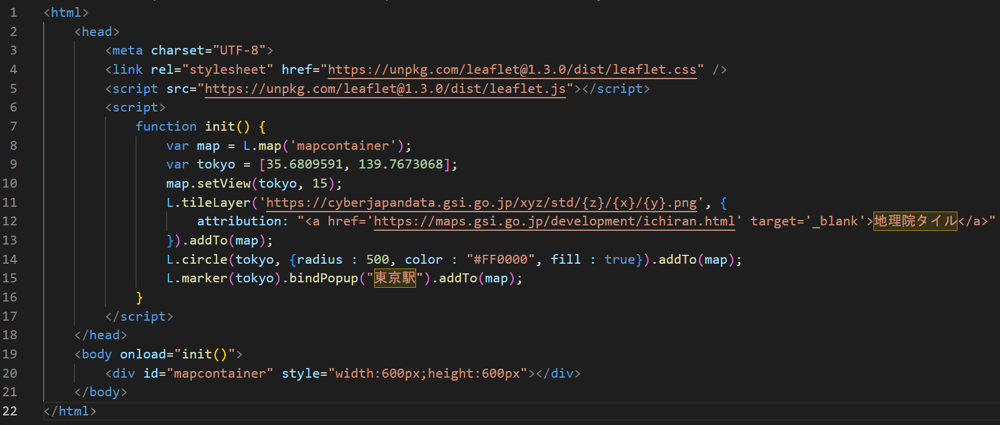 1 <html>
2     <head>
3         <meta charset="UTF-8">
4         <link rel="stylesheet" href="https://unpkg.com/leaflet@1.3.0/dist/leaflet.css" />
5         <script src="https://unpkg.com/leaflet@1.3.0/dist/leaflet.js"></script>
6         <script>
7             function init() {
8                 var map = L.map('mapcontainer');
9                 var tokyo = [35.6809591, 139.7673068];
10                 map.setView(tokyo, 15);
11                 L.tileLayer('https://cyberjapandata.gsi.go.jp/xyz/std/{z}/{x}/{y}.png', {
12                     attribution: "<a href='https://maps.gsi.go.jp/development/ichiran.html' target='_blank'>地理院タイル</a>"
13                 }).addTo(map);
14                 L.circle(tokyo, {radius : 500, color : "#FF0000", fill : true}).addTo(map);
15                 L.marker(tokyo).bindPopup("東京駅").addTo(map);
16             }
17         </script>
18     </head>
19     <body onload="init()">
20         <div id="mapcontainer" style="width:600px;height:600px"></div>
21     </body>
22 </html>